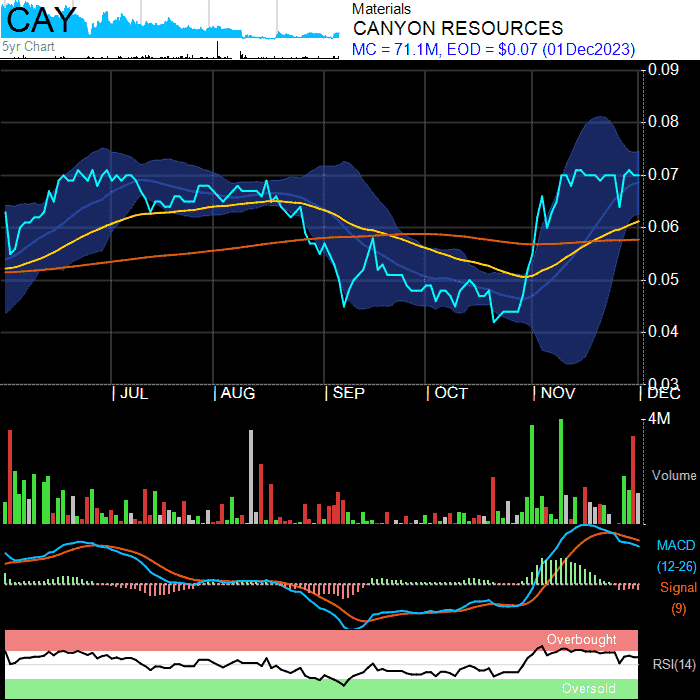 CAY
5yr Chart
Materials
CANYON RESOURCES
MC = 71.1M, EOD = $0.07 (01Dec2023)
0.09
0.08
0.07
0.06
0.05
0.04
0.03
JUL
AUG
SEP
OCT
NOV
DEC
4M
Volume
MACD
(12-26)
Signal
(9)
Overbought
RSI(14)
Oversold